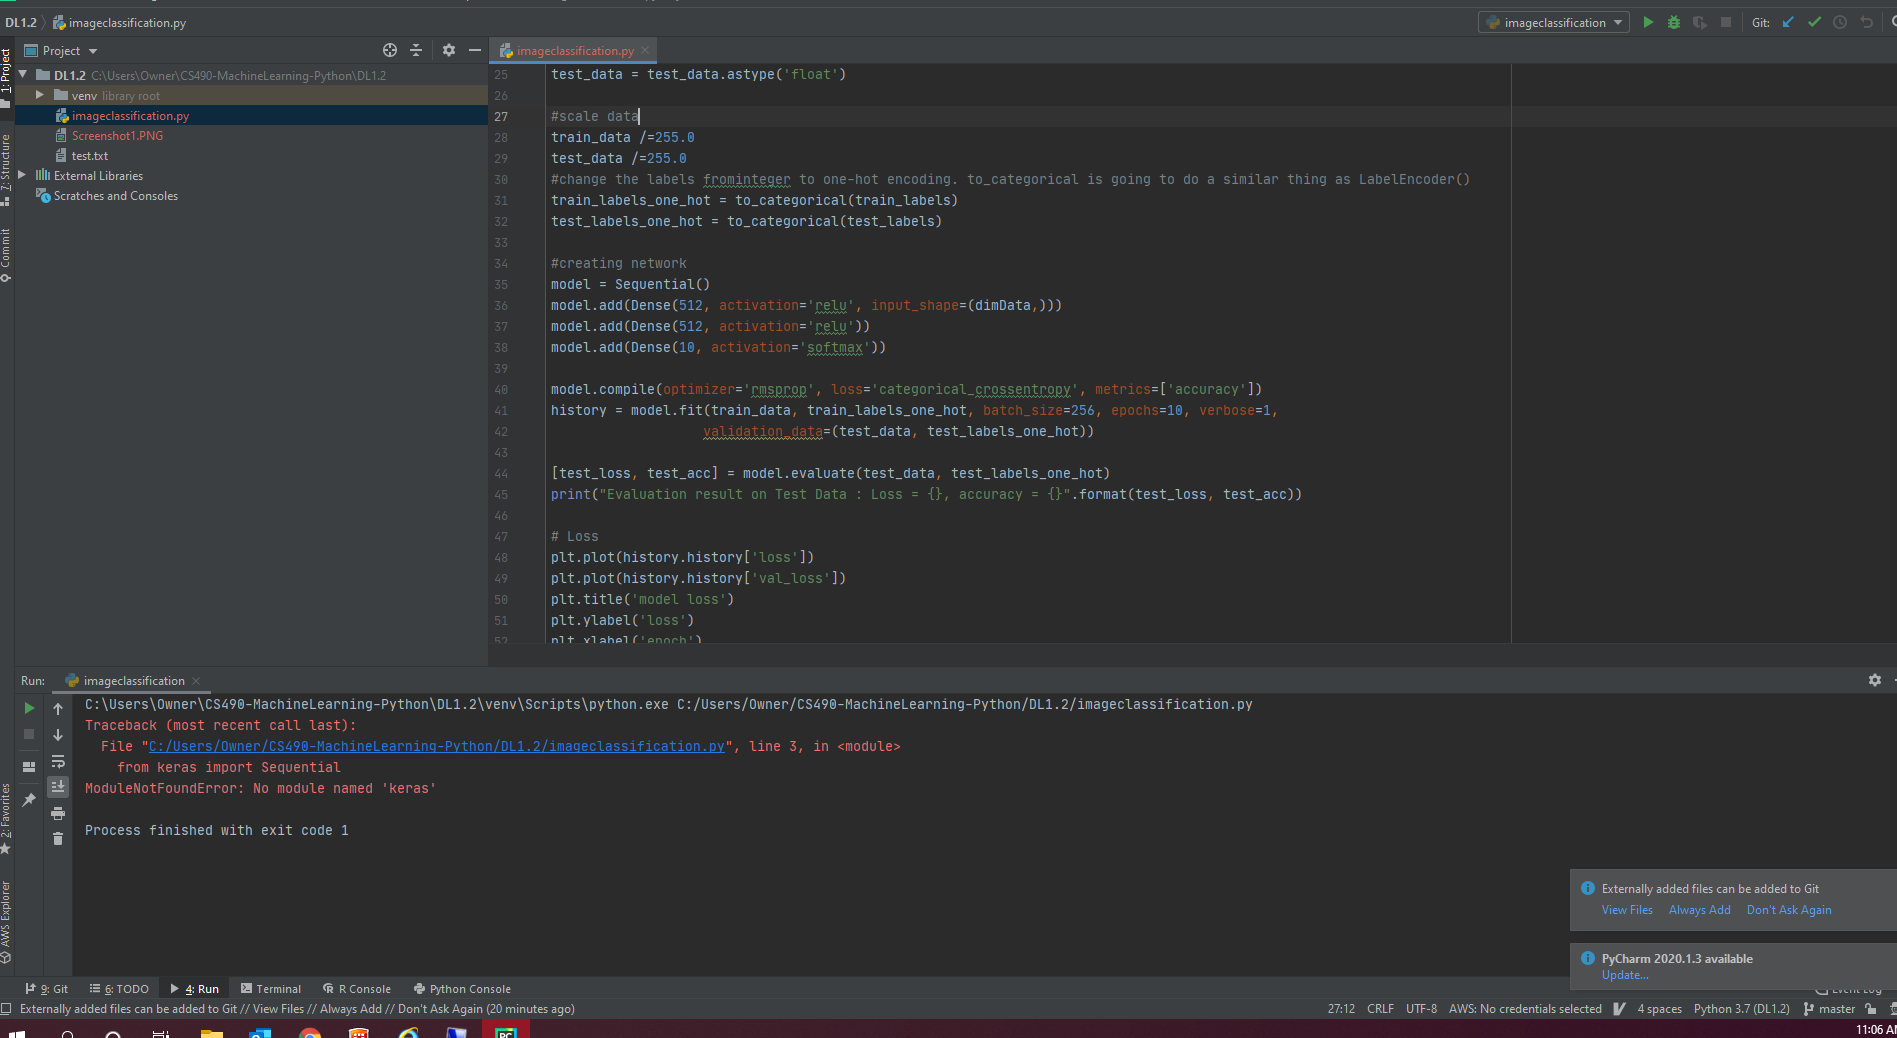 DL1.2 imageclassification.py
imageclassification
Git:
1: Project
Project
imageclassification.py
DL1.2 C:\Users\Owner\CS490-MachineLearning-Python\DL1.2
venv library root
imageclassification.py
Screenshot1.PNG
test.txt
External Libraries
Scratches and Consoles
7: Structure
Commit
25 test_data = test_data.astype('float')
26
27 #scale data
28 train_data /=255.0
29 test_data /=255.0
30 #change the labels frominteger to one-hot encoding. to_categorical is going to do a similar thing as LabelEncoder()
31 train_labels_one_hot = to_categorical(train_labels)
32 test_labels_one_hot = to_categorical(test_labels)
33
34 #creating network
35 model = Sequential()
36 model.add(Dense(512, activation='relu', input_shape=(dimData,)))
37 model.add(Dense(512, activation='relu'))
38 model.add(Dense(10, activation='softmax'))
39
40 model.compile(optimizer='rmsprop', loss='categorical_crossentropy', metrics=['accuracy'])
41 history = model.fit(train_data, train_labels_one_hot, batch_size=256, epochs=10, verbose=1,
42 validation_data=(test_data, test_labels_one_hot))
43
44 [test_loss, test_acc] = model.evaluate(test_data, test_labels_one_hot)
45 print("Evaluation result on Test Data : Loss = {}, accuracy = {}".format(test_loss, test_acc))
46
47 # Loss
48 plt.plot(history.history['loss'])
49 plt.plot(history.history['val_loss'])
50 plt.title('model loss')
51 plt.ylabel('loss')
52 plt.xlabel('epoch')
Run: imageclassification
C:\Users\Owner\CS490-MachineLearning-Python\DL1.2\venv\Scripts\python.exe C:/Users/Owner/CS490-MachineLearning-Python/DL1.2/imageclassification.py
Traceback (most recent call last):
File "C:/Users/Owner/CS490-MachineLearning-Python/DL1.2/imageclassification.py", line 3, in <module>
from keras import Sequential
ModuleNotFoundError: No module named 'keras'
Process finished with exit code 1
2: Favorites
AWS Explorer
Externally added files can be added to Git
View Files Always Add Don't Ask Again
PyCharm 2020.1.3 available
Update...
9: Git 6: TODO 4: Run Terminal R Console Python Console Event Log
Externally added files can be added to Git // View Files // Always Add // Don't Ask Again (20 minutes ago)
27:12 CRLF UTF-8 AWS: No credentials selected 4 spaces Python 3.7 (DL1.2) master
PC
11:06 AM